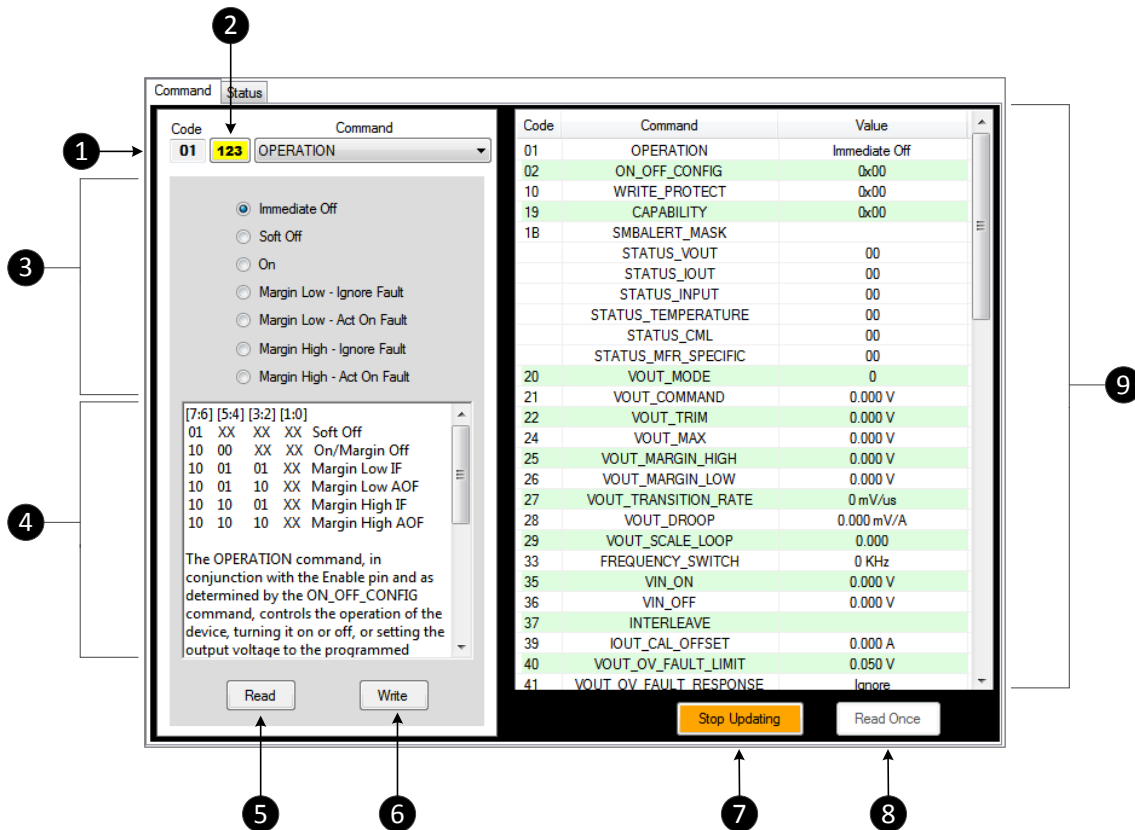 2
Command Status
Code Command
1
01 123 OPERATION
3
Immediate Off
Soft Off
On
Margin Low - Ignore Fault
Margin Low - Act On Fault
Margin High - Ignore Fault
Margin High - Act On Fault
4
[7:6] [5:4] [3:2] [1:0]
01 XX XX XX Soft Off
10 00 XX XX On/Margin Off
10 01 01 XX Margin Low IF
10 01 10 XX Margin Low AOF
10 10 01 XX Margin High IF
10 10 10 XX Margin High AOF
The OPERATION command, in
conjunction with the Enable pin and as
determined by the ON_OFF_CONFIG
command, controls the operation of the
device, turning it on or off, or setting the
output voltage to the programmed
Read Write
5 6
Code Command Value
01 OPERATION Immediate Off
02 ON_OFF_CONFIG 0x00
10 WRITE_PROTECT 0x00
19 CAPABILITY 0x00
1B SMBALERT_MASK
STATUS_VOUT 00
STATUS_IOUT 00
STATUS_INPUT 00
STATUS_TEMPERATURE 00
STATUS_CML 00
STATUS_MFR_SPECIFIC 00
20 VOUT_MODE 0
21 VOUT_COMMAND 0.000 V
22 VOUT_TRIM 0.000 V
24 VOUT_MAX 0.000 V
25 VOUT_MARGIN_HIGH 0.000 V
26 VOUT_MARGIN_LOW 0.000 V
27 VOUT_TRANSITION_RATE 0 mV/us
28 VOUT_DROOP 0.000 mV/A
29 VOUT_SCALE_LOOP 0.000
33 FREQUENCY_SWITCH 0 KHz
35 VIN_ON 0.000 V
36 VIN_OFF 0.000 V
37 INTERLEAVE
39 IOUT_CAL_OFFSET 0.000 A
40 VOUT_OV_FAULT_LIMIT 0.050 V
41 VOUT_OV_FAULT_RESPONSE Ignore
9
Stop Updating Read Once
7 8